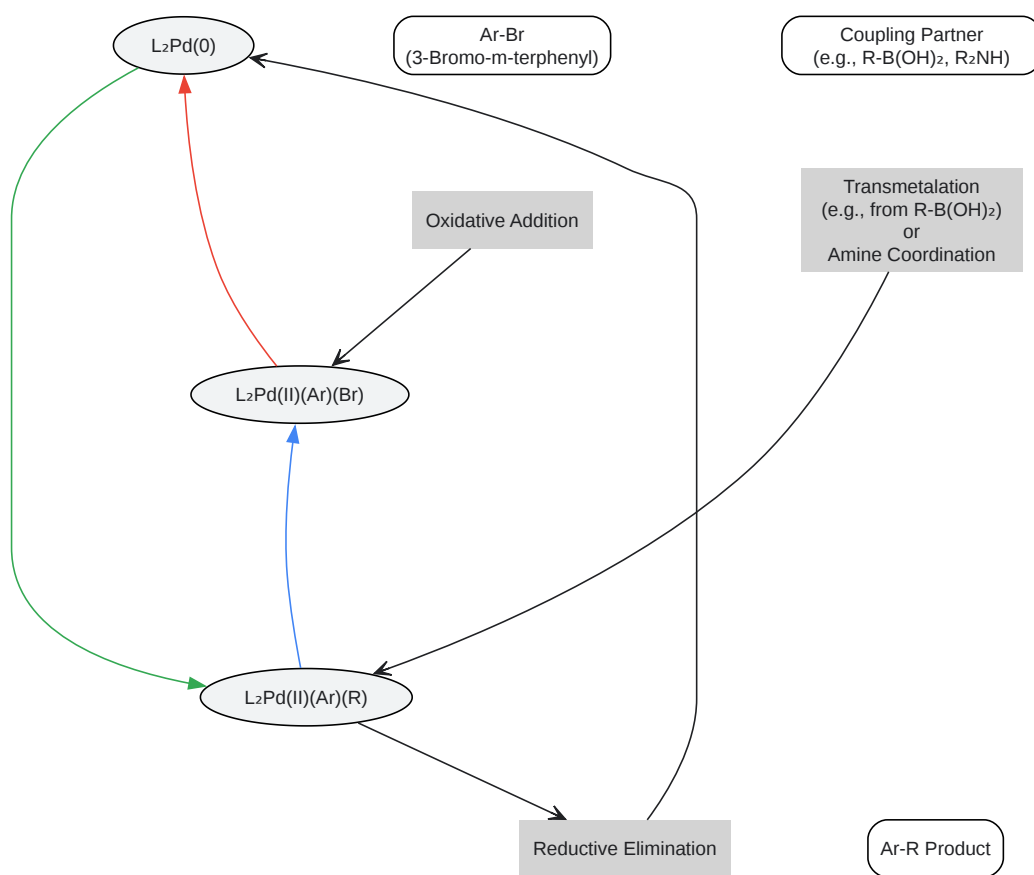 L₂Pd(0)
Ar-Br
(3-Bromo-m-terphenyl)
Coupling Partner
(e.g., R-B(OH)₂, R₂NH)
Oxidative Addition
Transmetalation
(e.g., from R-B(OH)₂)
or
Amine Coordination
L₂Pd(II)(Ar)(Br)
L₂Pd(II)(Ar)(R)
Reductive Elimination
Ar-R Product